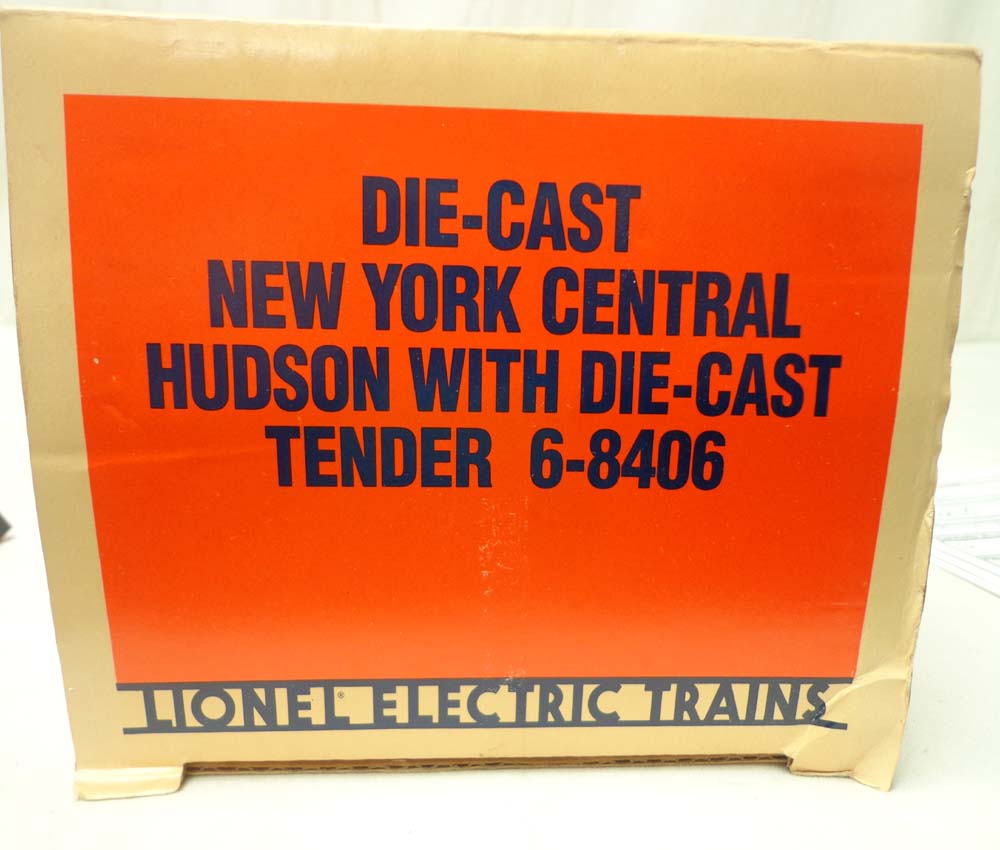 DIE-CAST
NEW YORK CENTRAL
HUDSON WITH DIE-CAST
TENDER 6-8406
LIONEL® ELECTRIC TRAINS